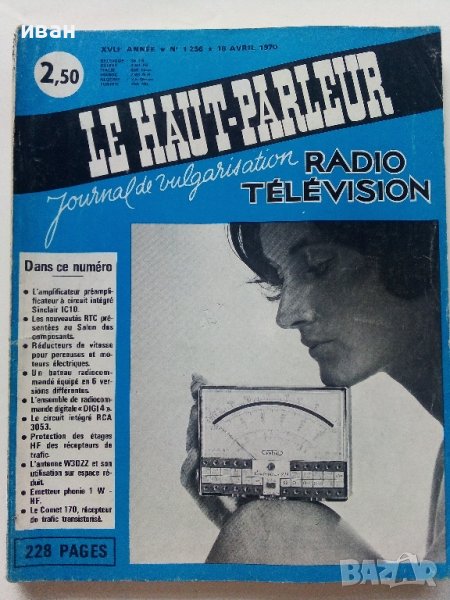 иван
XVLe ANNÉE ★ N° 1 256 ★ 16 AVRIL 1970
2,50
LE HAUT-PARLEUR
Journal de vulgarisation
RADIO
TÉLÉVISION
Dans ce numéro
● L'amplificateur préampli-
ficateur à circuit intégré
Sinclair IC10.
● Les nouveautés RTC pré-
sentées au Salon des
composants.
● Réducteurs de vitesse
pour perceuses et mo-
teurs électriques.
● Un bateau radiocom-
mandé équipé en 6 ver-
sions différentes.
● L'ensemble de radiocom-
mande digitale « DIGI 4 ».
● Le circuit intégré RCA
3053.
● Protection des étages
HF des récepteurs de
trafic.
● L'antenne W3DZZ et son
utilisation sur espace ré-
duit.
● Emetteur phonie 1 W -
HF.
● Le Comet 170, récepteur
de trafic transistorisé.
228 PAGES
BAZAR